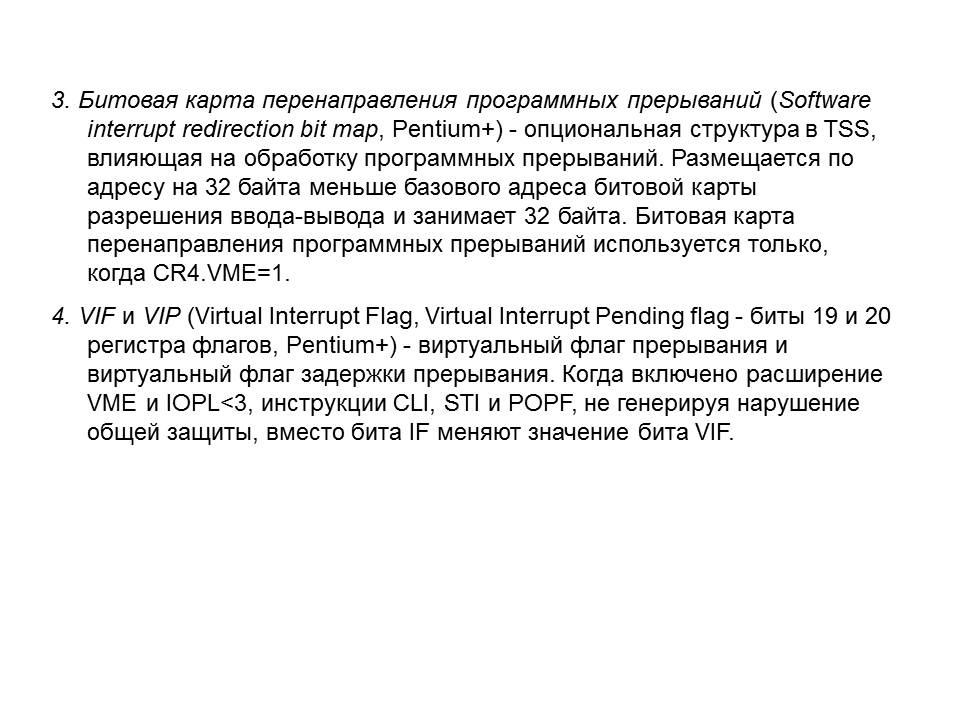 3. Битовая карта перенаправления программных прерываний (Software
interrupt redirection bit map, Pentium+) - опциональная структура в TSS,
влияющая на обработку программных прерываний. Размещается по
адресу на 32 байта меньше базового адреса битовой карты
разрешения ввода-вывода и занимает 32 байта. Битовая карта
перенаправления программных прерываний используется только,
когда CR4.VME=1.
4. VIF и VIP (Virtual Interrupt Flag, Virtual Interrupt Pending flag - биты 19 и 20
регистра флагов, Pentium+) - виртуальный флаг прерывания и
виртуальный флаг задержки прерывания. Когда включено расширение
VME и IOPL<3, инструкции CLI, STI и POPF, не генерируя нарушение
общей защиты, вместо бита IF меняют значение бита VIF.